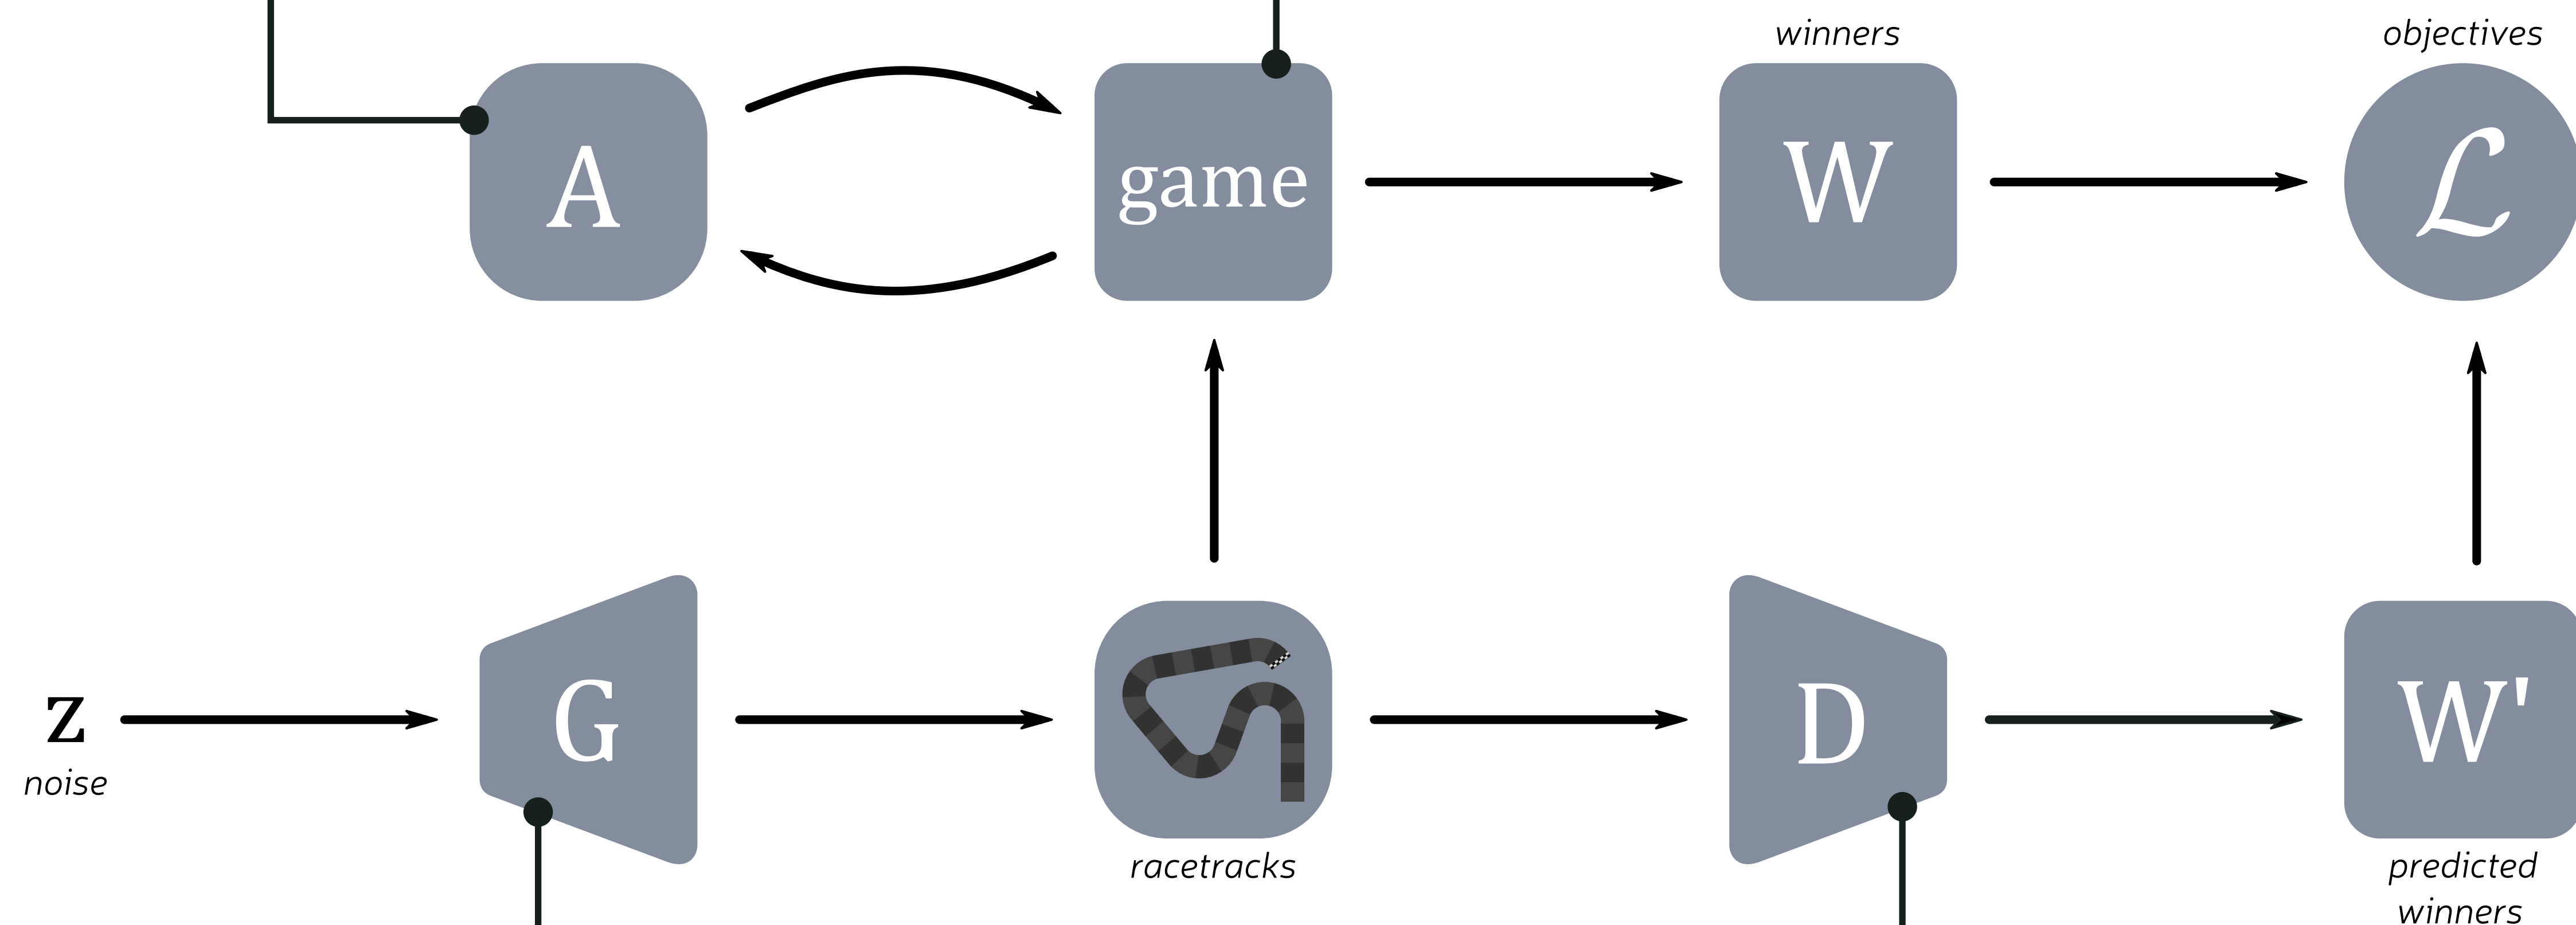 winners
objectives
A
game
W
ℒ
z
noise
G
racetracks
D
W'
predicted
winners